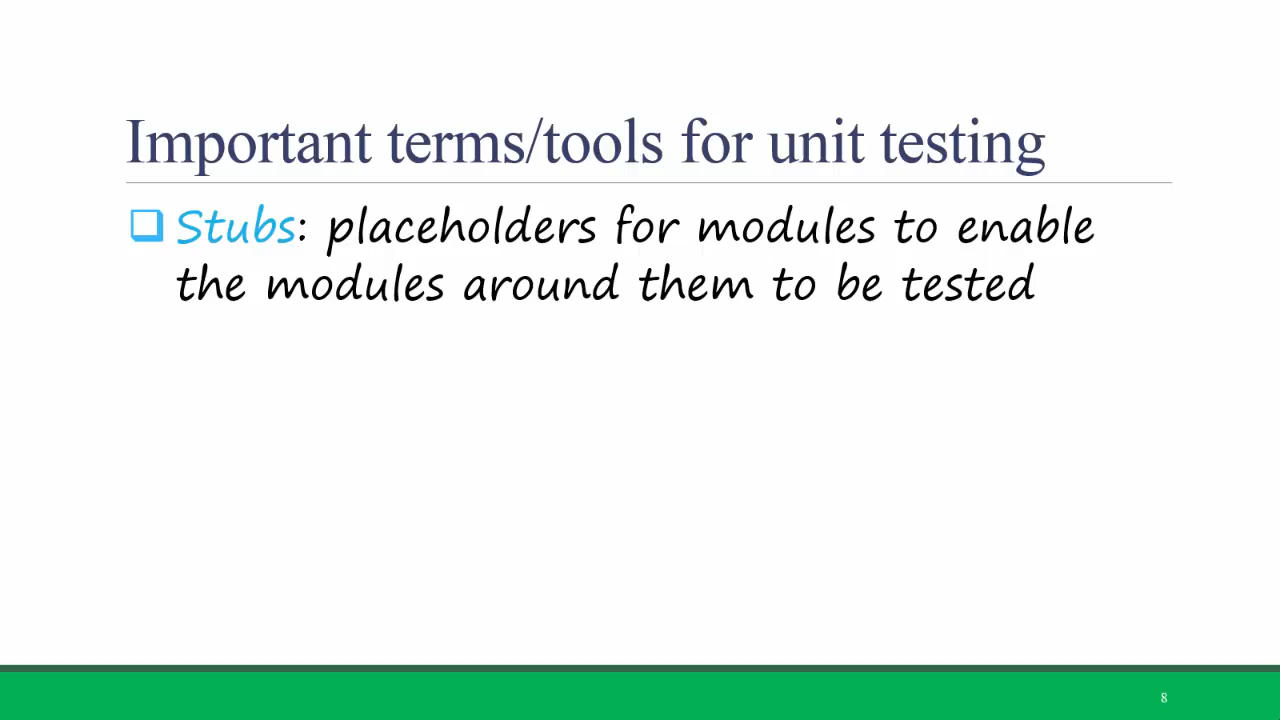 Important terms/tools for unit testing
Stubs: placeholders for modules to enable
the modules around them to be tested
8